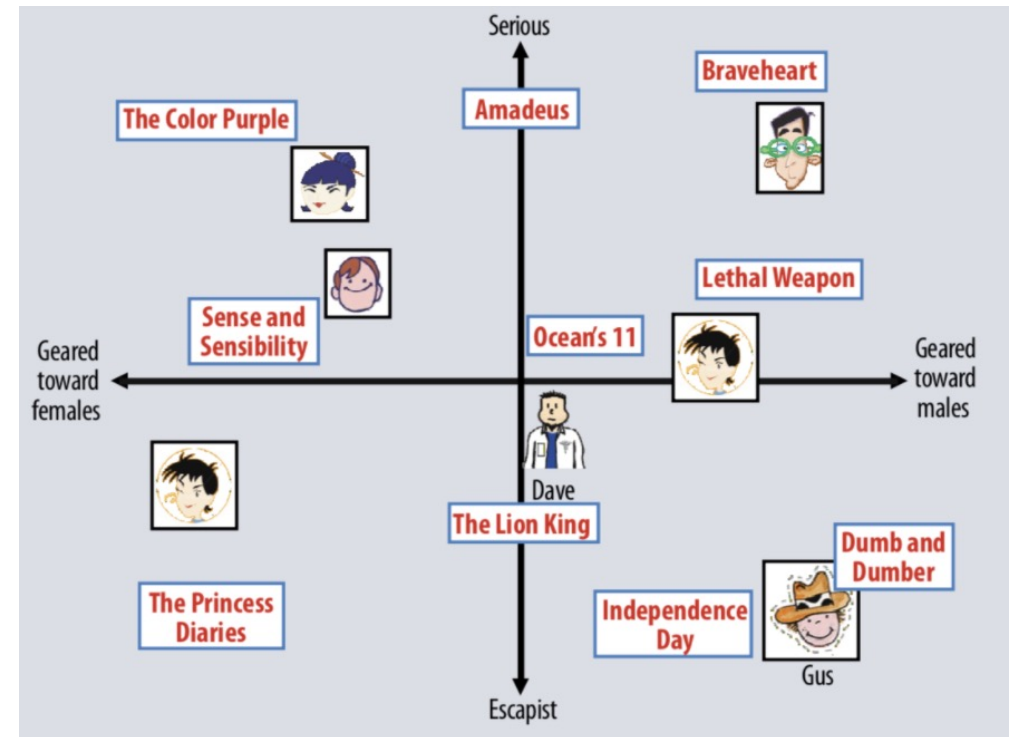 Serious
Braveheart
Amadeus
The Color Purple
Lethal Weapon
Sense and
Sensibility
Ocean's 11
Geared
toward
females
Geared
toward
males
Dave
The Lion King
Dumb and
Dumber
The Princess
Diaries
Independence
Day
Gus
Escapist